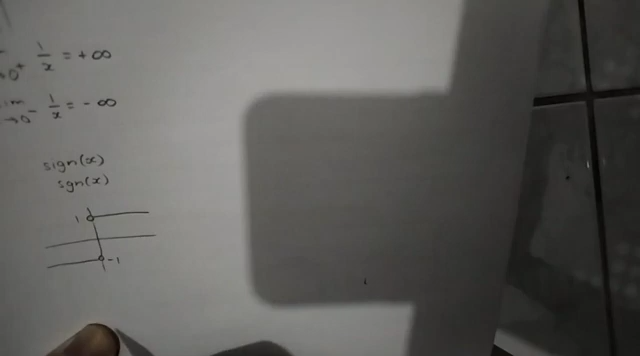 →0⁺ 1/x = +∞
lim
→0⁻ 1/x = -∞
sign(x)
sgn(x)
1
-1